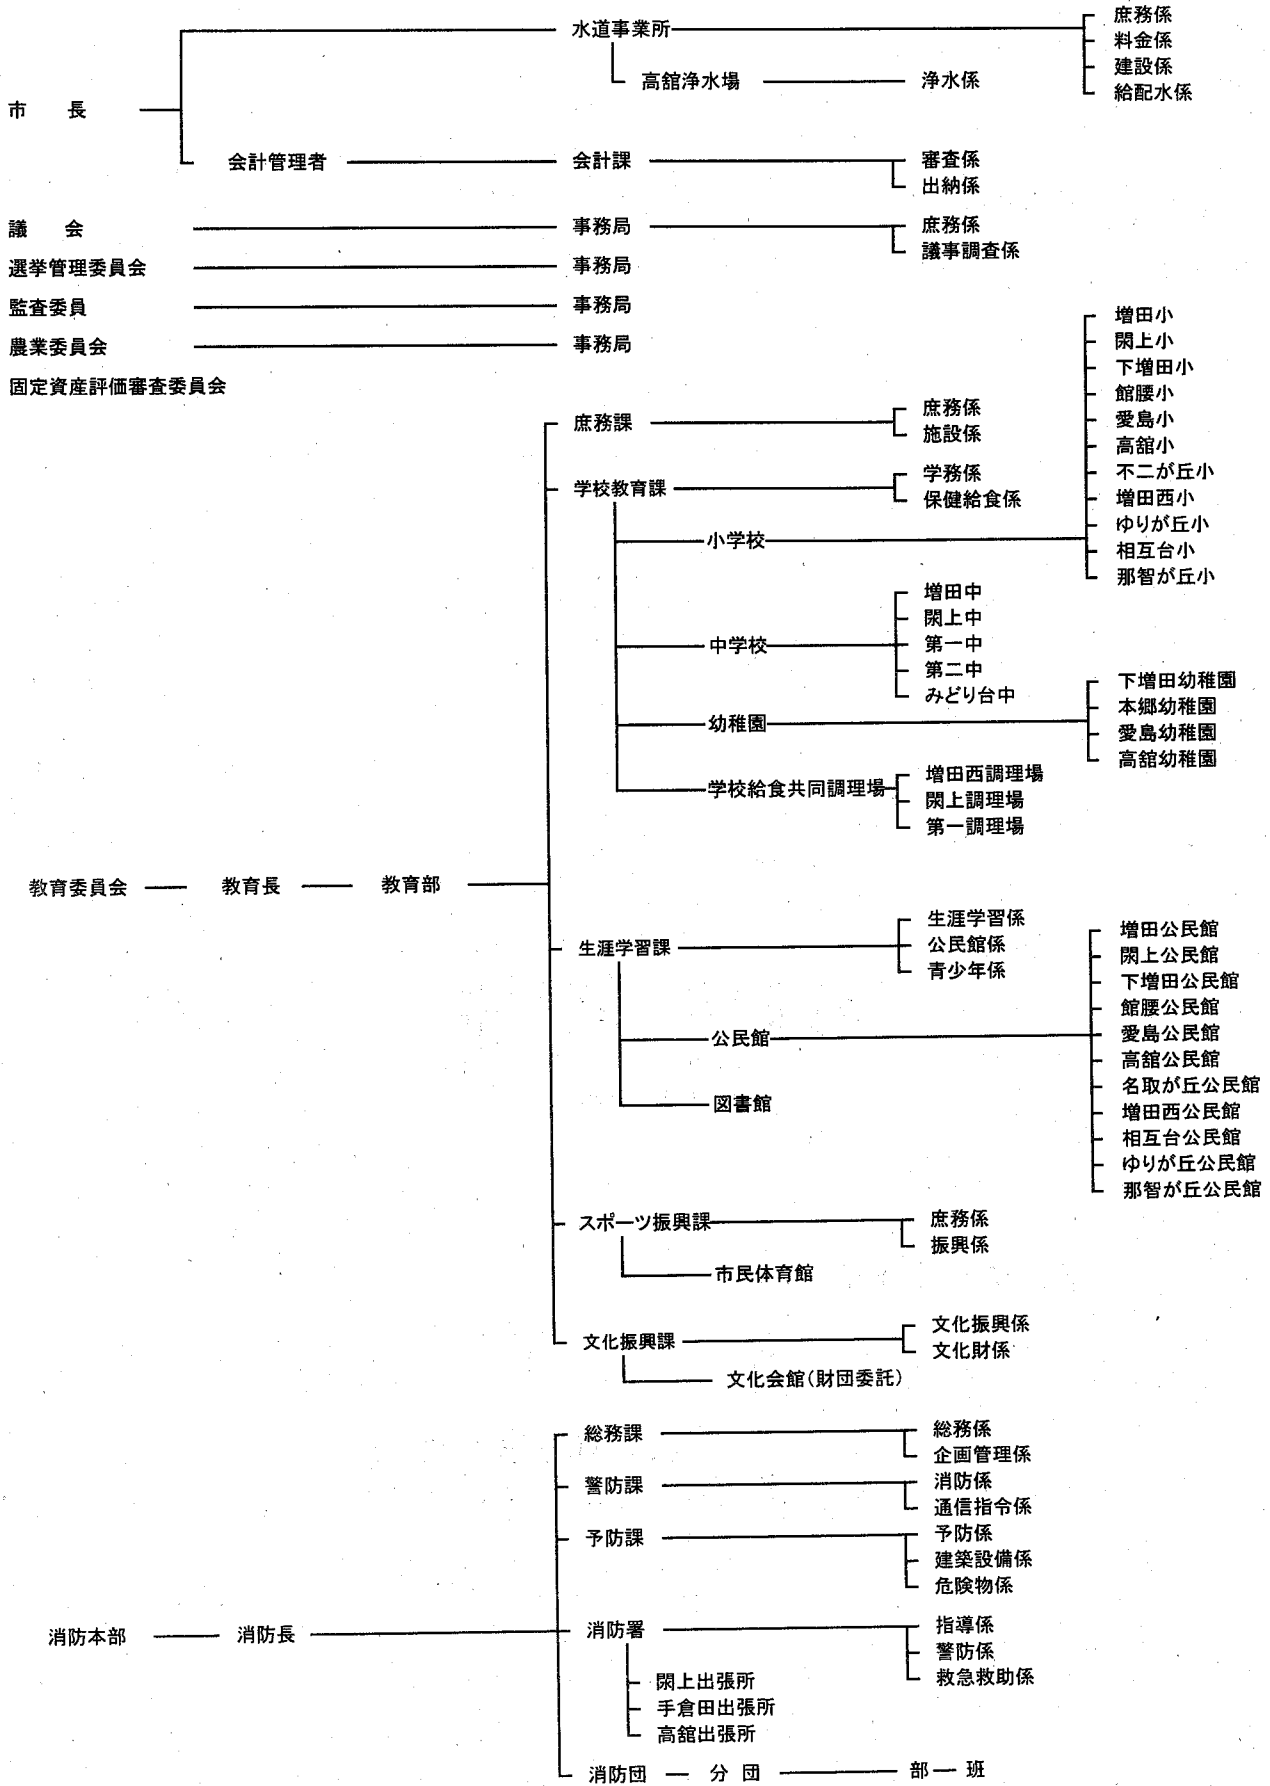 市　長
水道事業所
庶務係
料金係
建設係
給配水係
高舘浄水場
浄水係
会計管理者
会計課
審査係
出納係
議　会
事務局
庶務係
議事調査係
選挙管理委員会
事務局
監査委員
事務局
農業委員会
事務局
固定資産評価審査委員会
教育委員会
教育長
教育部
庶務課
庶務係
施設係
学校教育課
学務係
保健給食係
小学校
増田小
閖上小
下増田小
館腰小
愛島小
高舘小
不二が丘小
増田西小
ゆりが丘小
相互台小
那智が丘小
中学校
増田中
閖上中
第一中
第二中
みどり台中
幼稚園
下増田幼稚園
本郷幼稚園
愛島幼稚園
高舘幼稚園
学校給食共同調理場
増田西調理場
閖上調理場
第一調理場
生涯学習課
生涯学習係
公民館係
青少年係
公民館
増田公民館
閖上公民館
下増田公民館
館腰公民館
愛島公民館
高舘公民館
名取が丘公民館
増田西公民館
相互台公民館
ゆりが丘公民館
那智が丘公民館
図書館
スポーツ振興課
庶務係
振興係
市民体育館
文化振興課
文化振興係
文化財係
文化会館（財団委託）
消防本部
消防長
総務課
総務係
企画管理係
警防課
消防係
通信指令係
予防課
予防係
建築設備係
危険物係
消防署
指導係
警防係
救急救助係
閖上出張所
手倉田出張所
高舘出張所
消防団
分　団
部
班